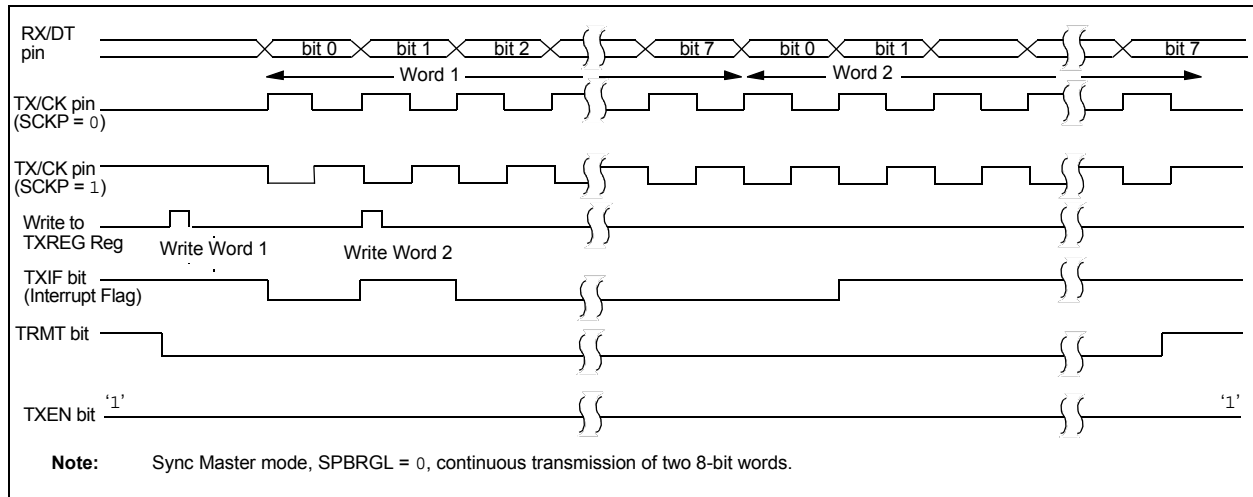 RX/DT
pin
bit 0 bit 1 bit 2 bit 7 bit 0 bit 1 bit 7
Word 1 Word 2
TX/CK pin
(SCKP = 0)
TX/CK pin
(SCKP = 1)
Write to
TXREG Reg
Write Word 1 Write Word 2
TXIF bit
(Interrupt Flag)
TRMT bit
TXEN bit '1' '1'
Note: Sync Master mode, SPBRGL = 0, continuous transmission of two 8-bit words.